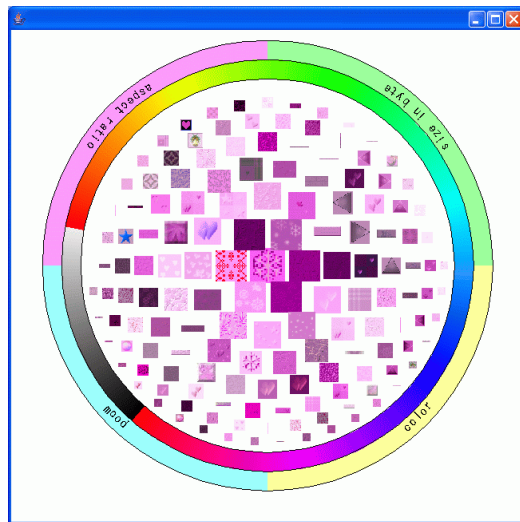 aspect ratio
size in byte
mood
color